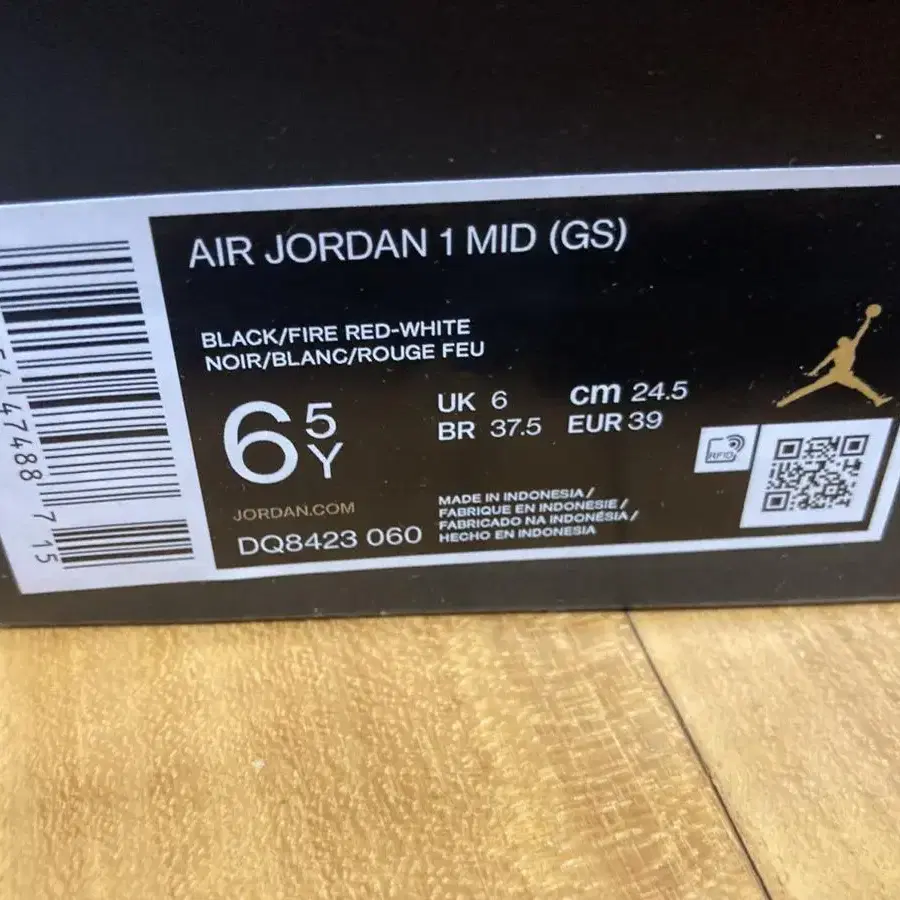 AIR JORDAN 1 MID (GS)
BLACK/FIRE RED-WHITE
NOIR/BLANC/ROUGE FEU
6 5 Y
UK 6 cm 24.5
BR 37.5 EUR 39
RFID
JORDAN.COM
DQ8423 060
MADE IN INDONESIA /
FABRIQUE EN INDONESIE /
FABRICADO NA INDONÉSIA /
HECHO EN INDONESIA
47488 7 15